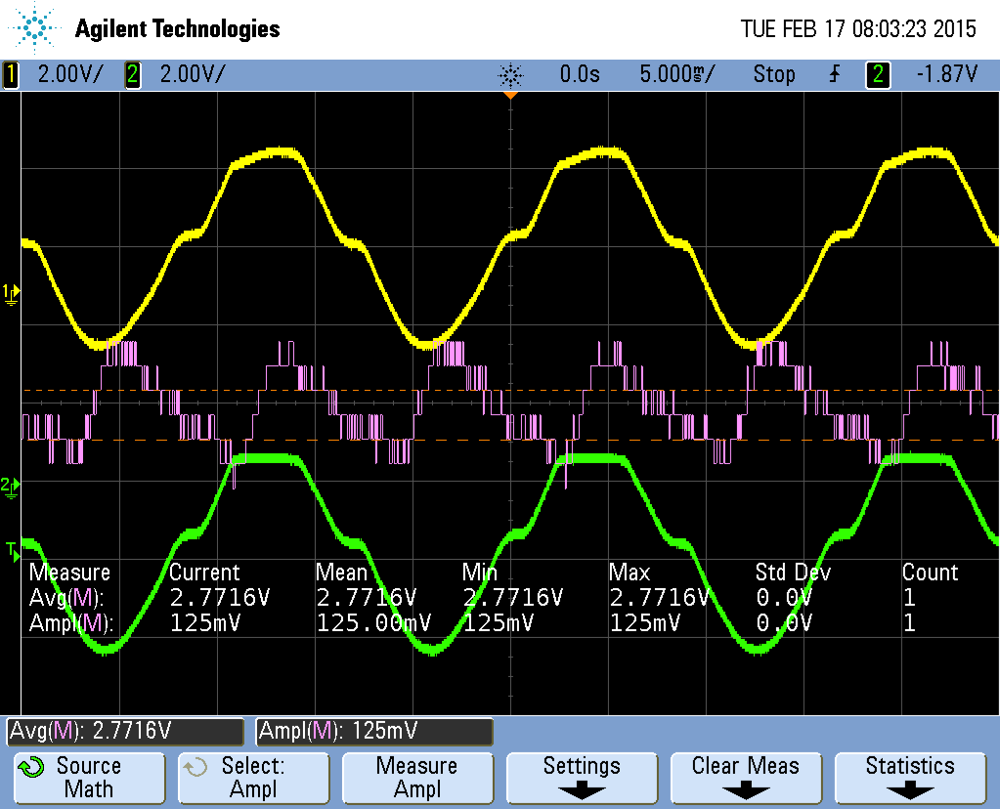 Agilent Technologies TUE FEB 17 08:03:23 2015
1 2.00V/ 2 2.00V/ 0.0s 5.000ms/ Stop 2 -1.87V
1
2
T
Measure Current Mean Min Max Std Dev Count
Avg(M): 2.7716V 2.7716V 2.7716V 2.7716V 0.0V 1
Ampl(M): 125mV 125.00mV 125mV 125mV 0.0V 1
Avg(M): 2.7716V Ampl(M): 125mV
Source Select: Measure Settings Clear Meas Statistics
Math Ampl Ampl